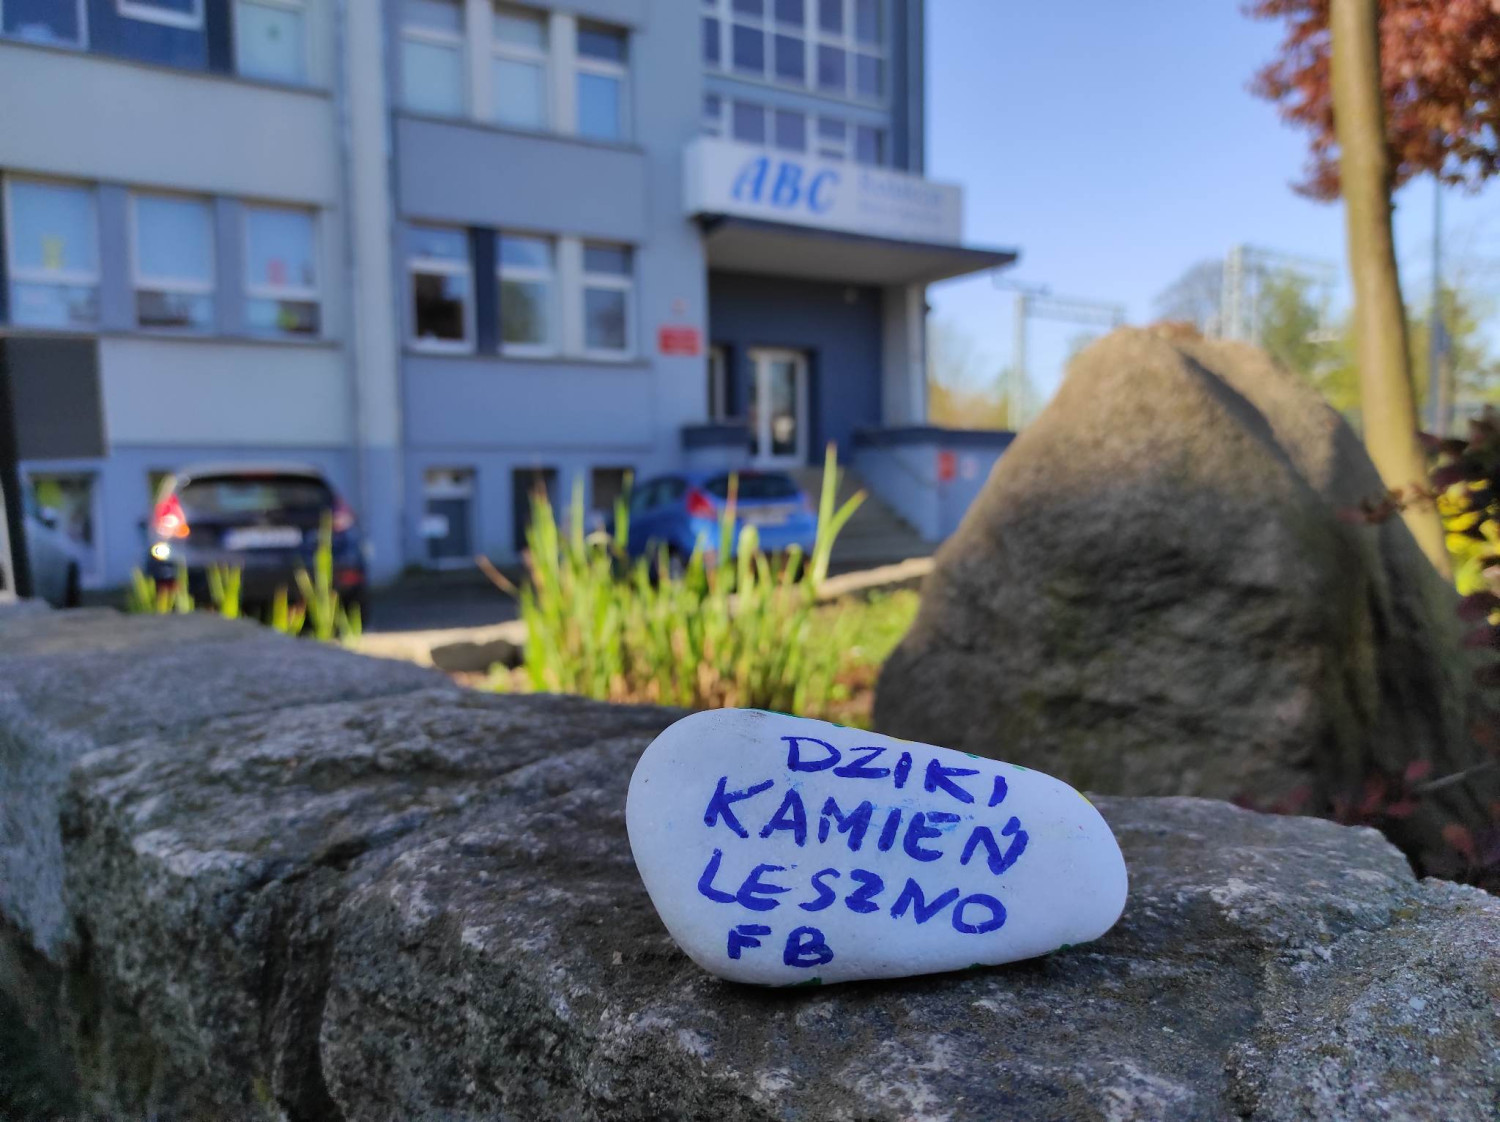 ABC
DZIKI
KAMIEŃ
LESZNO
FB